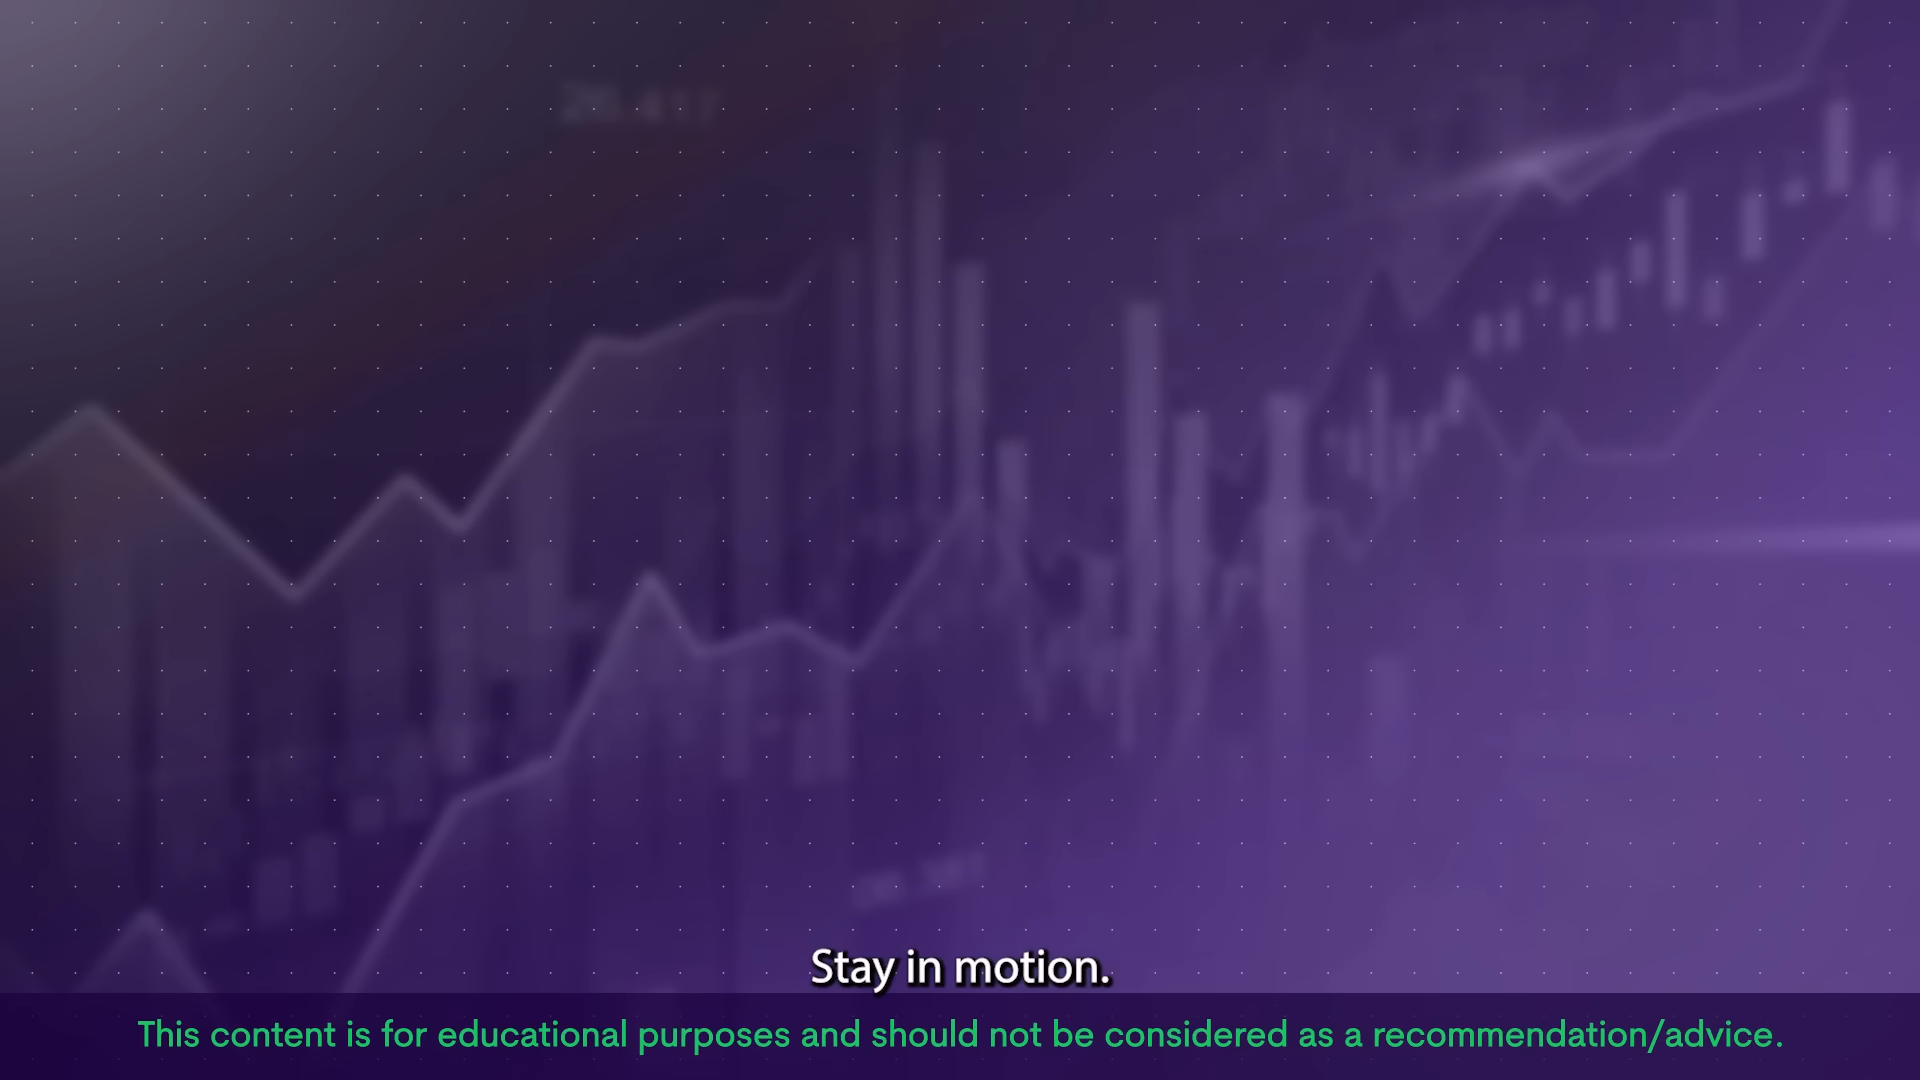 Stay in motion.
This content is for educational purposes and should not be considered as a recommendation/advice.